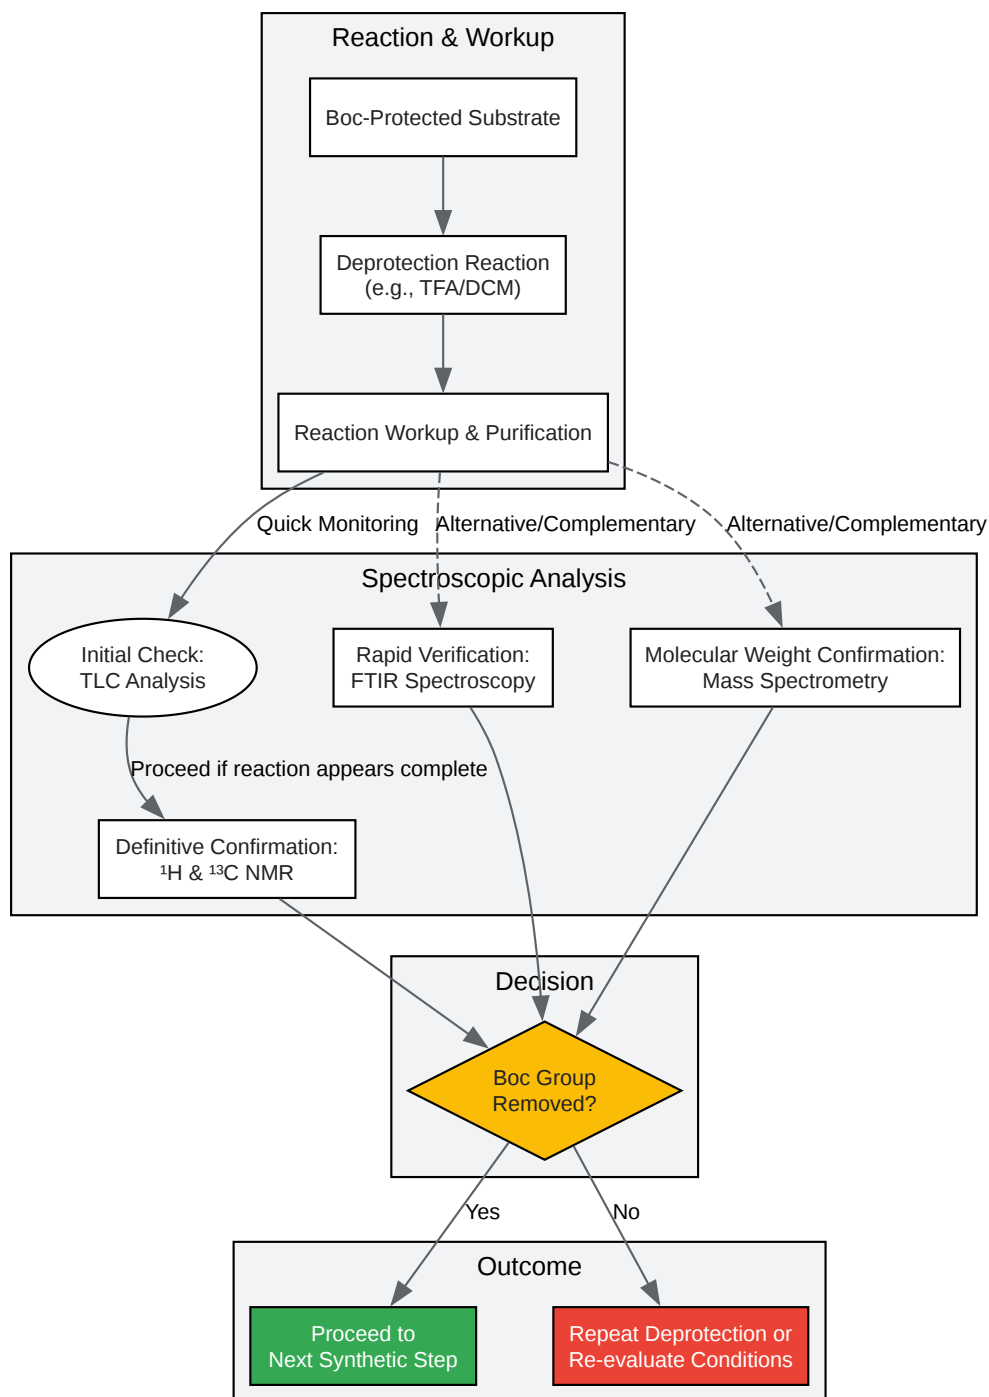 Reaction & Workup
Boc-Protected Substrate
Deprotection Reaction
(e.g., TFA/DCM)
Reaction Workup & Purification
Quick Monitoring
Alternative/Complementary
Alternative/Complementary
Spectroscopic Analysis
Initial Check:
TLC Analysis
Rapid Verification:
FTIR Spectroscopy
Molecular Weight Confirmation:
Mass Spectrometry
Proceed if reaction appears complete
Definitive Confirmation:
¹H & ¹³C NMR
Decision
Boc Group
Removed?
Yes
No
Outcome
Proceed to
Next Synthetic Step
Repeat Deprotection or
Re-evaluate Conditions